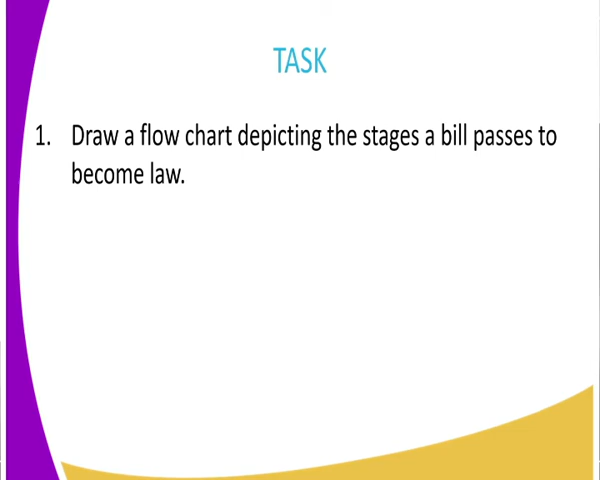 TASK
1. Draw a flow chart depicting the stages a bill passes to
become law.